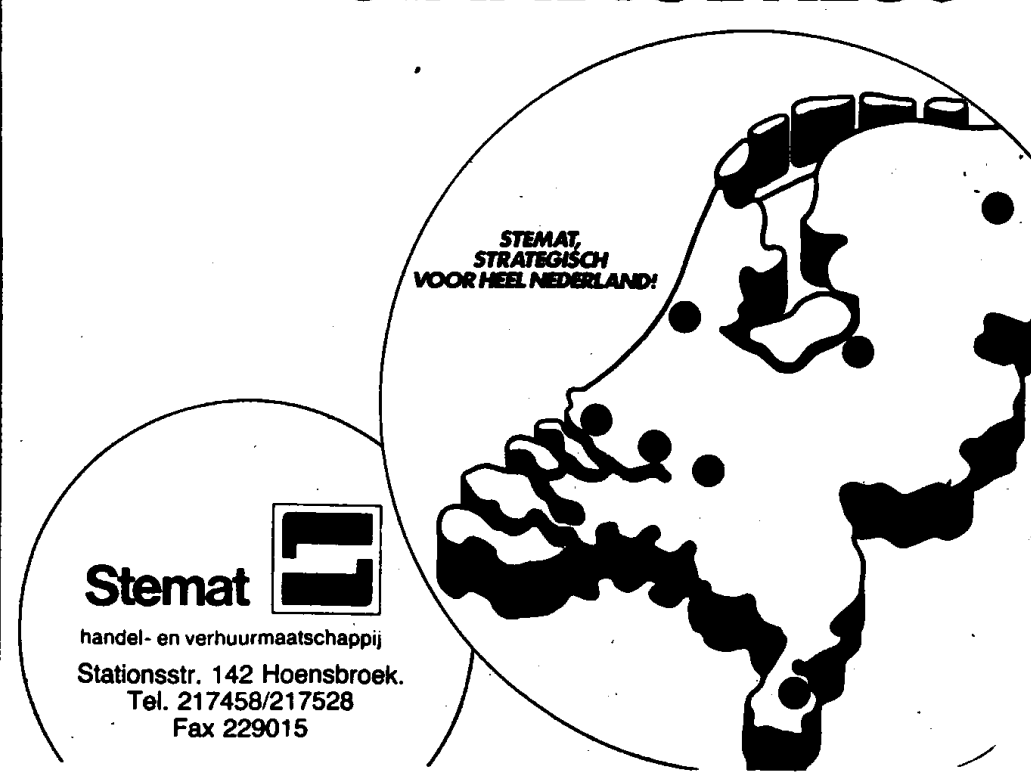 STEMAT,
STRATEGISCH
VOOR HEEL NEDERLAND!
Stemat
handel- en verhuurmaatschappij
Stationsstr. 142 Hoensbroek.
Tel. 217458/217528
Fax 229015